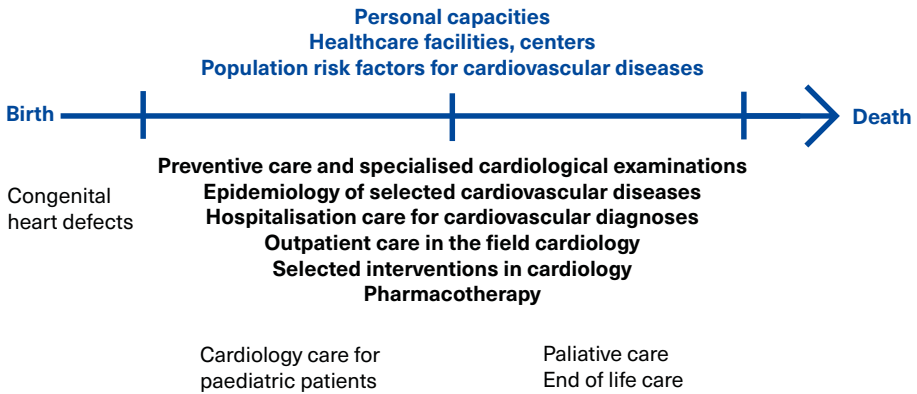 Personal capacities
Healthcare facilities, centers
Population risk factors for cardiovascular diseases
Birth
Death
Preventive care and specialised cardiological examinations
Epidemiology of selected cardiovascular diseases
Hospitalisation care for cardiovascular diagnoses
Outpatient care in the field cardiology
Selected interventions in cardiology
Pharmacotherapy
Congenital
heart defects
Cardiology care for
paediatric patients
Paliative care
End of life care